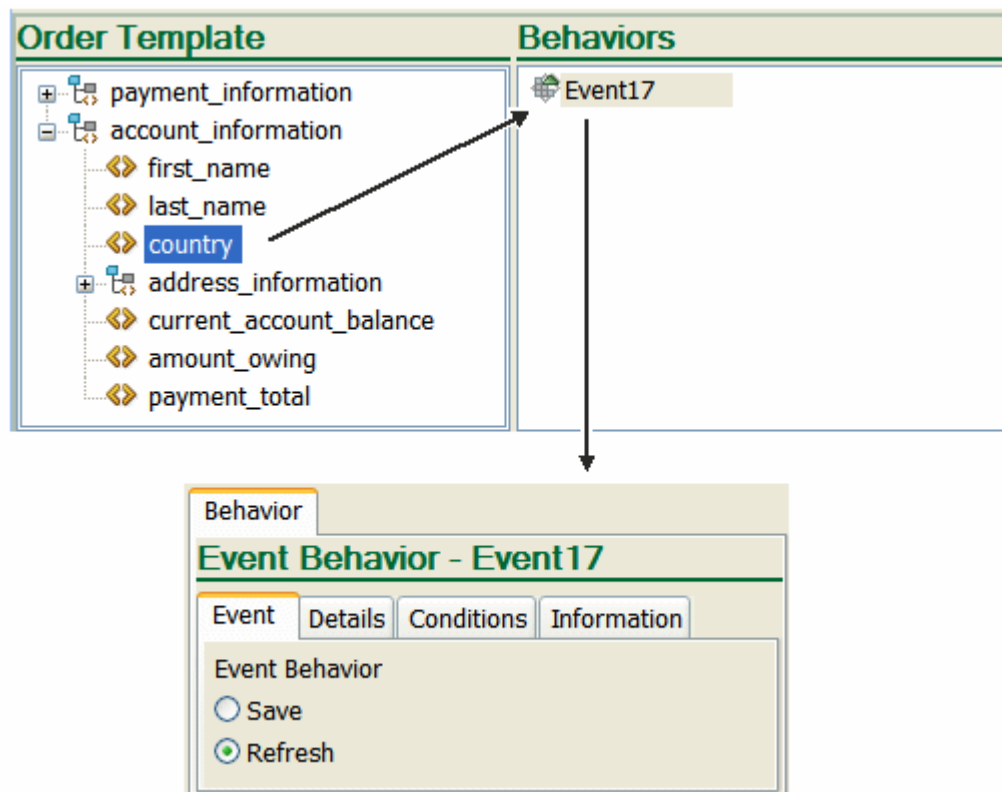 Order Template
Behaviors
payment_information
account_information
first_name
last_name
country
address_information
current_account_balance
amount_owing
payment_total
Event17
Behavior
Event Behavior - Event17
Event Details Conditions Information
Event Behavior
Save
Refresh